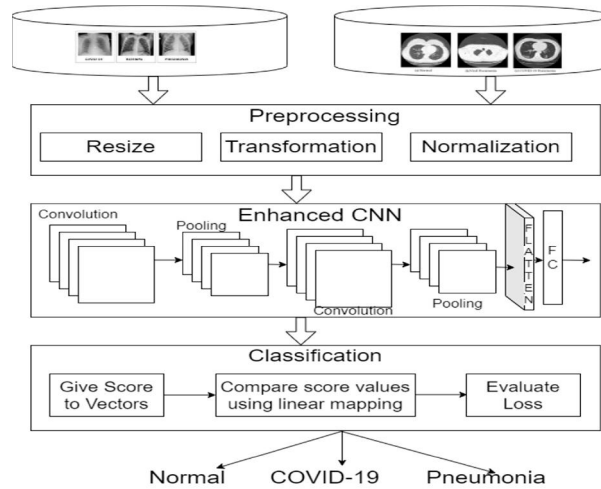 Preprocessing
Resize
Transformation
Normalization
Enhanced CNN
Convolution
Pooling
Convolution
Pooling
FLATTEN
FC
Classification
Give Score
to Vectors
Compare score values
using linear mapping
Evaluate
Loss
Normal
COVID-19
Pneumonia